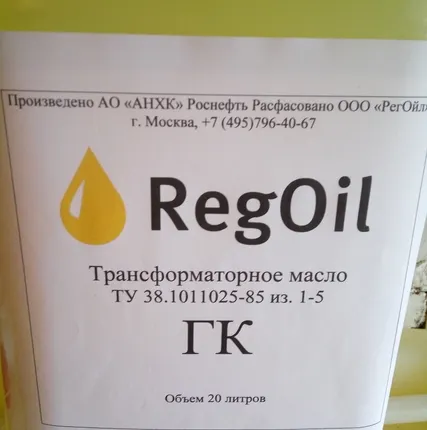 Произведено АО «АНХК» Роснефть Расфасовано ООО «РегОйл»
г. Москва, +7 (495)796-40-67
RegOil
Трансформаторное масло
ТУ 38.1011025-85 из. 1-5
ГК
Объем 20 литров